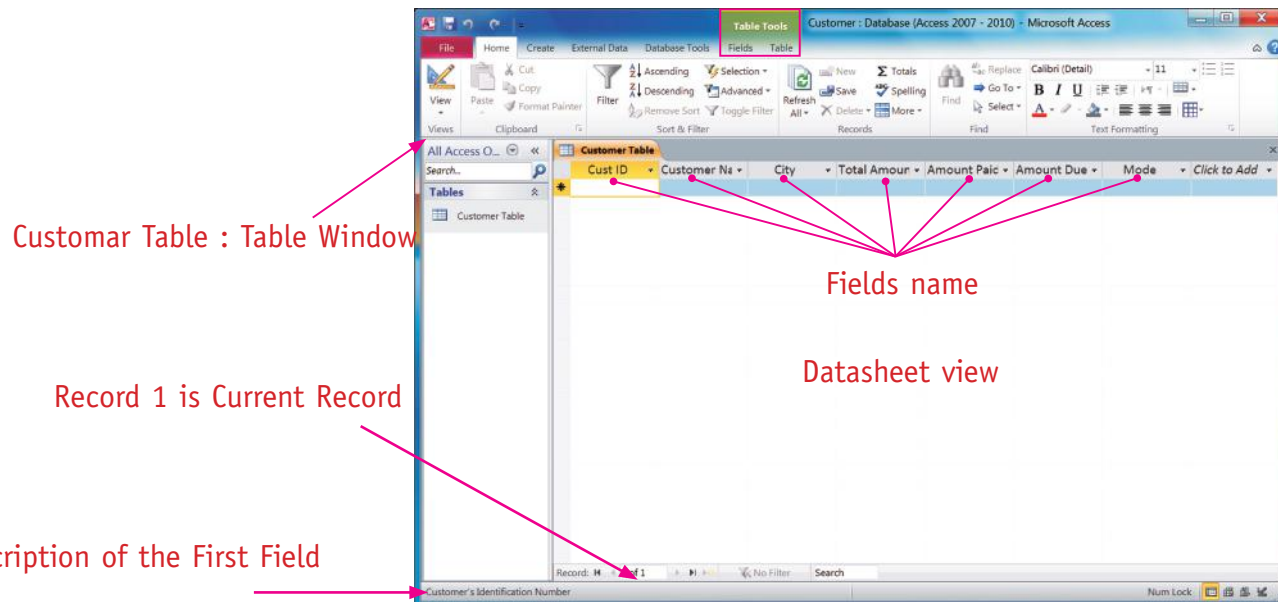 Table Tools
Customer : Database (Access 2007 - 2010) - Microsoft Access
File Home Create External Data Database Tools Fields Table
View
Paste
Cut
Copy
Format Painter
Filter
Ascending
Descending
Remove Sort
Selection
Advanced
Toggle Filter
Refresh All
New
Save
Delete
Totals
Spelling
More
Find
Replace
Go To
Select
Calibri (Detail) 11
B I U
A
Views Clipboard Sort & Filter Records Find Text Formatting
All Access O...
Search..
Tables
Customer Table
Customer Table
Cust ID Customer Na City Total Amour Amount Paic Amount Due Mode Click to Add
Customar Table : Table Window
Fields name
Datasheet view
Record 1 is Current Record
cription of the First Field
Record: of 1 No Filter Search
Customer's Identification Number Num Lock